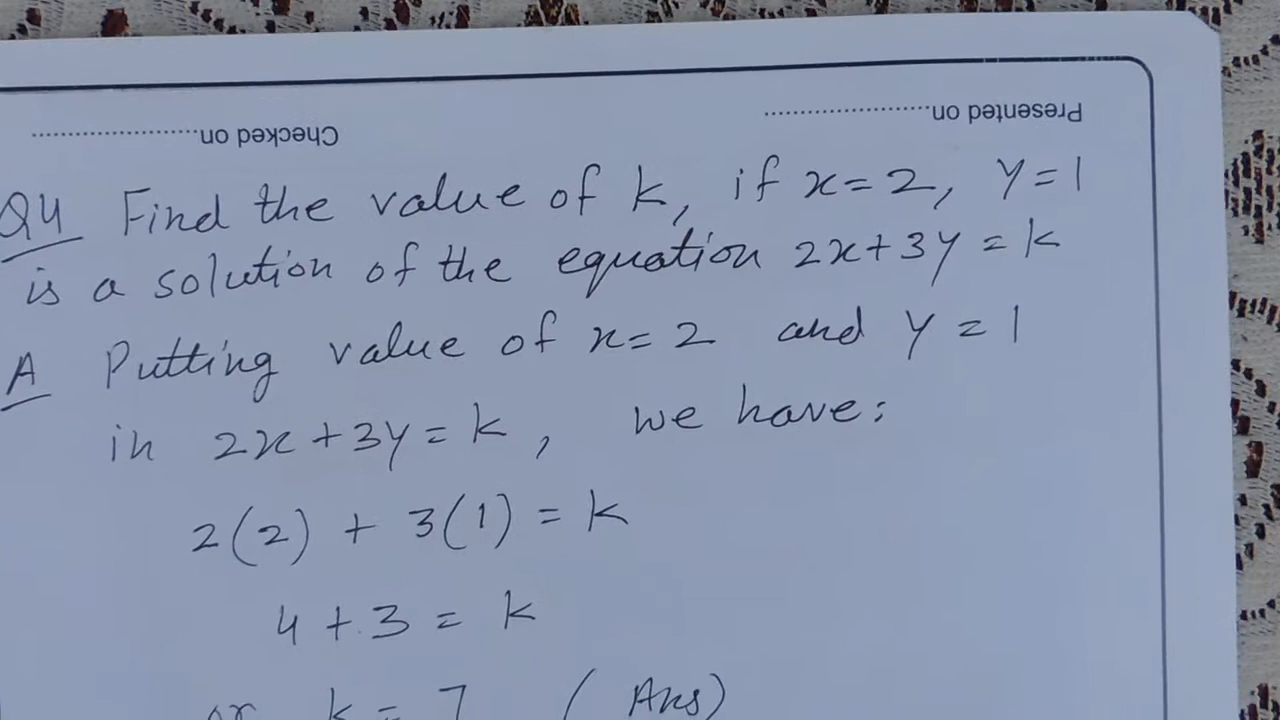 Presented on......................
Checked on......................
Q4 Find the value of k, if x=2, y=1
is a solution of the equation 2x+3y=k
A Putting value of x=2 and y=1
in 2x+3y=k, we have:
2(2) + 3(1) = k
4+3 = k
or k = 7 (Ans)